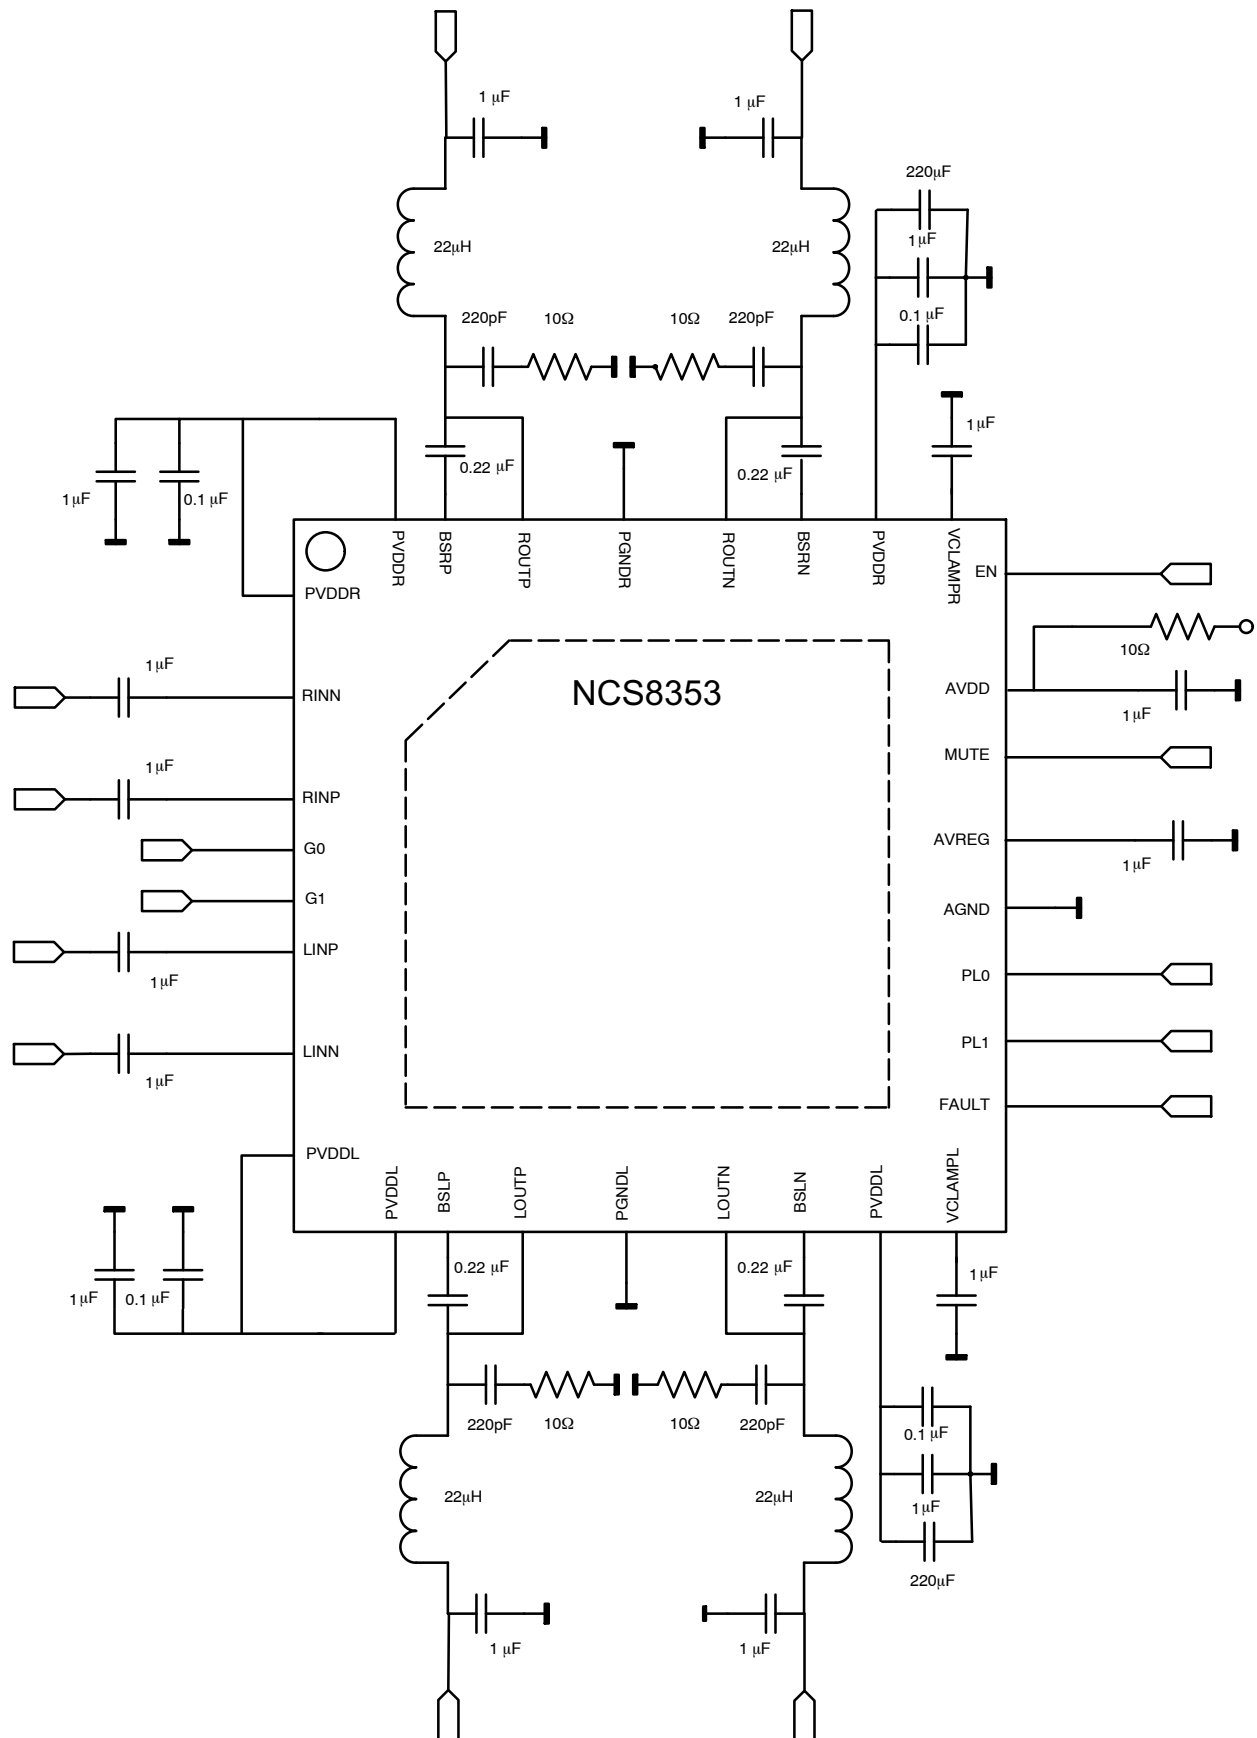 1 μF
1 μF
220μF
22μH
22μH
1μF
0.1 μF
220pF
10Ω
10Ω
220pF
1μF
0.22 μF
0.22 μF
1μF
0.1 μF
PVDDR
BSRP
ROUTP
PGNDR
ROUTN
BSRN
PVDDR
VCLAMPR
EN
PVDDR
10Ω
1μF
RINN
NCS8353
AVDD
1μF
MUTE
1μF
RINP
G0
AVREG
1μF
G1
AGND
LINP
1μF
PL0
LINN
PL1
1μF
FAULT
PVDDL
PVDDL
BSLP
LOUTP
PGNDL
LOUTN
BSLN
PVDDL
VCLAMPL
0.22 μF
0.22 μF
1μF
1μF
0.1 μF
220pF
10Ω
10Ω
220pF
0.1 μF
22μH
22μH
1μF
220μF
1 μF
1 μF